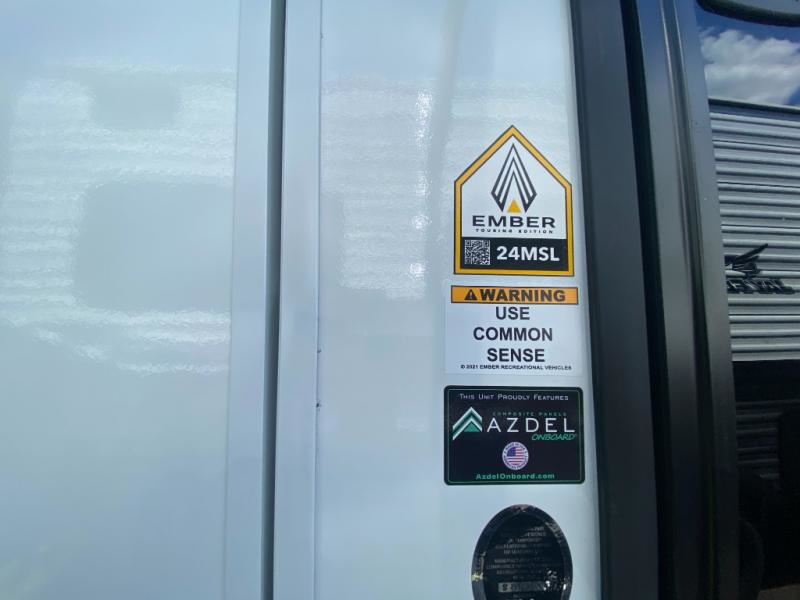 EMBER
TOURING EDITION
24MSL
WARNING
USE
COMMON
SENSE
© 2021 EMBER RECREATIONAL VEHICLES
THIS UNIT PROUDLY FEATURES
COMPOSITE PANELS
AZDEL
ONBOARD
AzdelOnboard.com